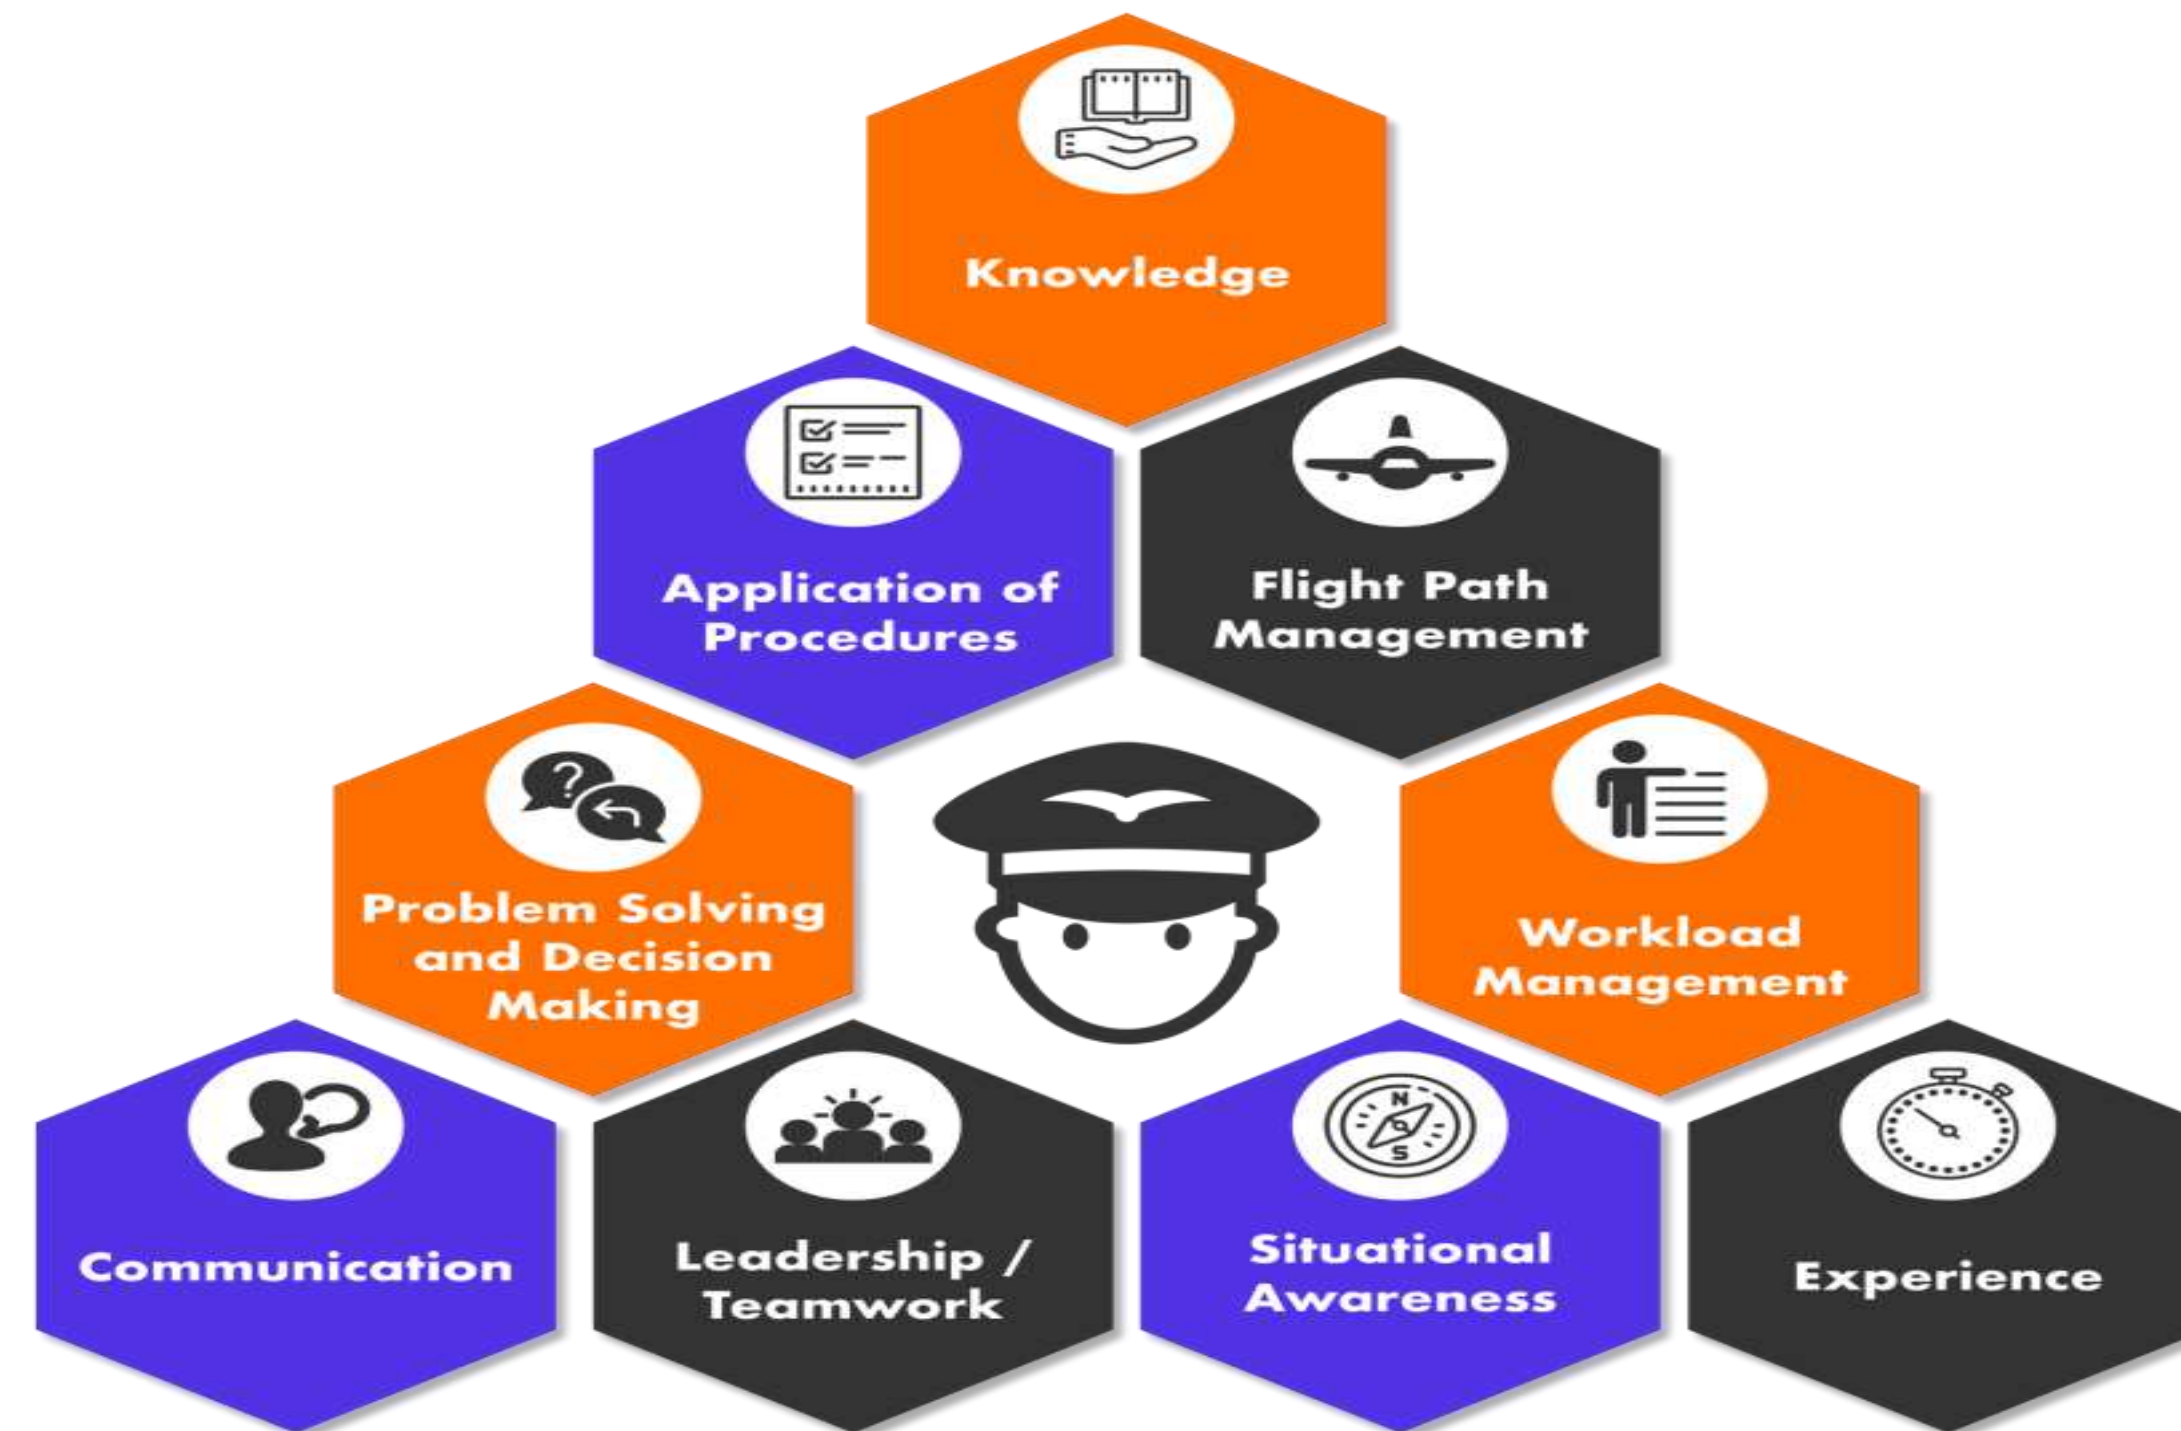 Knowledge
Application of
Procedures
Flight Path
Management
Problem Solving
and Decision
Making
Workload
Management
Communication
Leadership /
Teamwork
N
S
Situational
Awareness
Experience